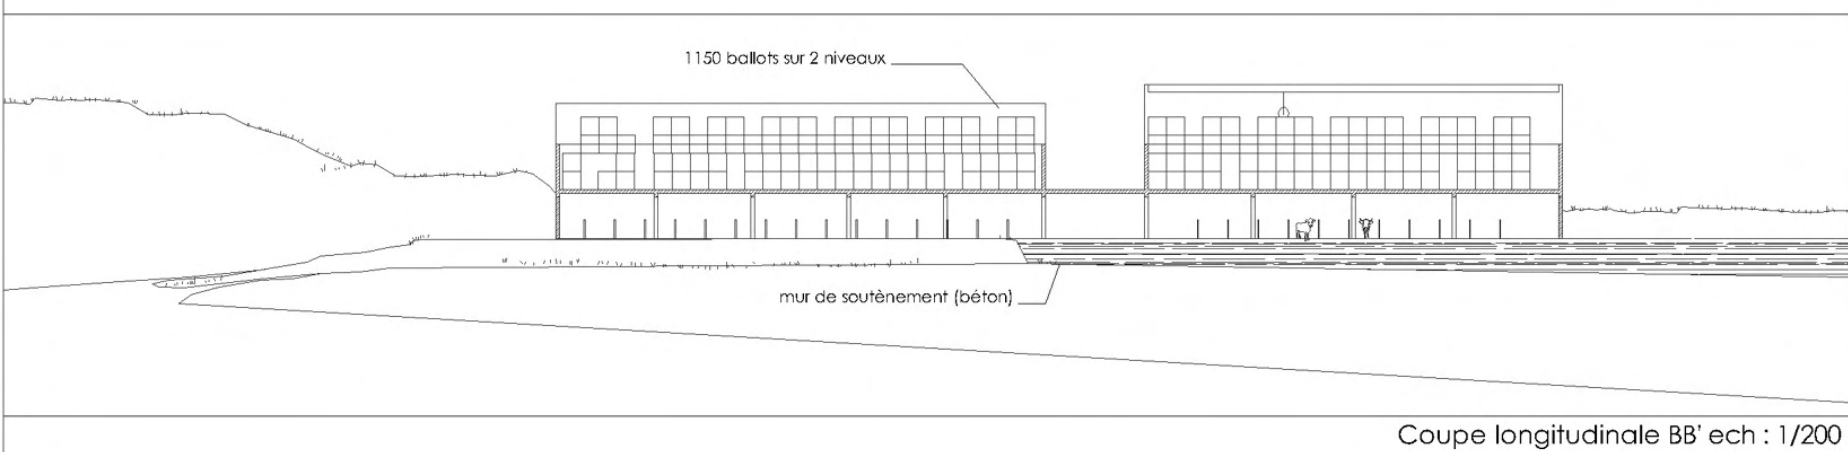 1150 ballots sur 2 niveaux
mur de soutènement (béton)
Coupe longitudinale BB' ech : 1/200